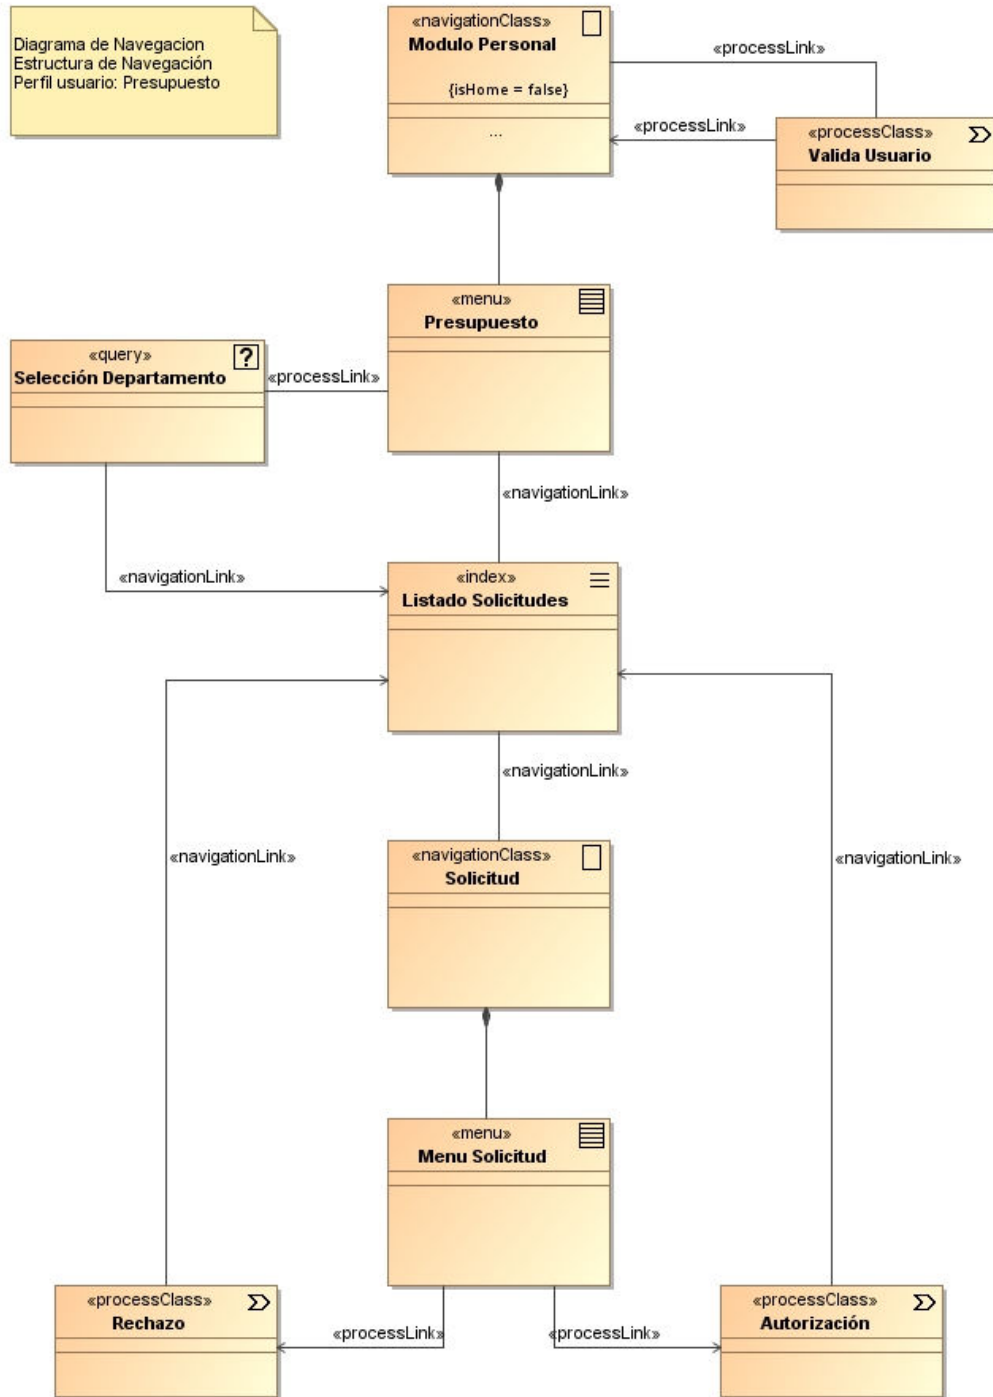 Diagrama de Navegacion
Estructura de Navegación
Perfil usuario: Presupuesto
«navigationClass»
Modulo Personal
{isHome = false}
...
«processLink»
«processLink»
«processClass»
Valida Usuario
«menu»
Presupuesto
«query»
Selección Departamento
«processLink»
«navigationLink»
«navigationLink»
«index»
Listado Solicitudes
«navigationLink»
«navigationLink»
«navigationLink»
«navigationClass»
Solicitud
«menu»
Menu Solicitud
«processClass»
Rechazo
«processLink»
«processLink»
«processClass»
Autorización